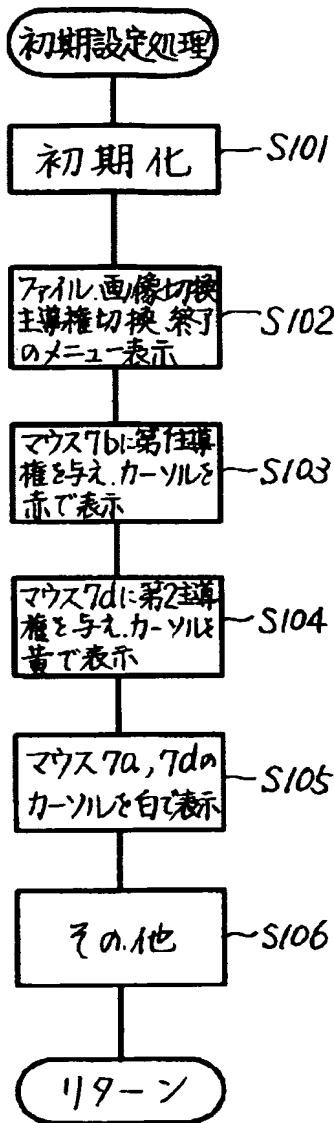 初期設定処理
初期化
S101
ファイル.画像切換
主導権切換.終了
のメニュー表示
S102
マウス7bに第1主導
権を与え.カーソルを
赤で表示
S103
マウス7dに第2主導
権を与え.カーソルを
黄で表示
S104
マウス7a,7dの
カーソルを白で表示
S105
その他
S106
リターン